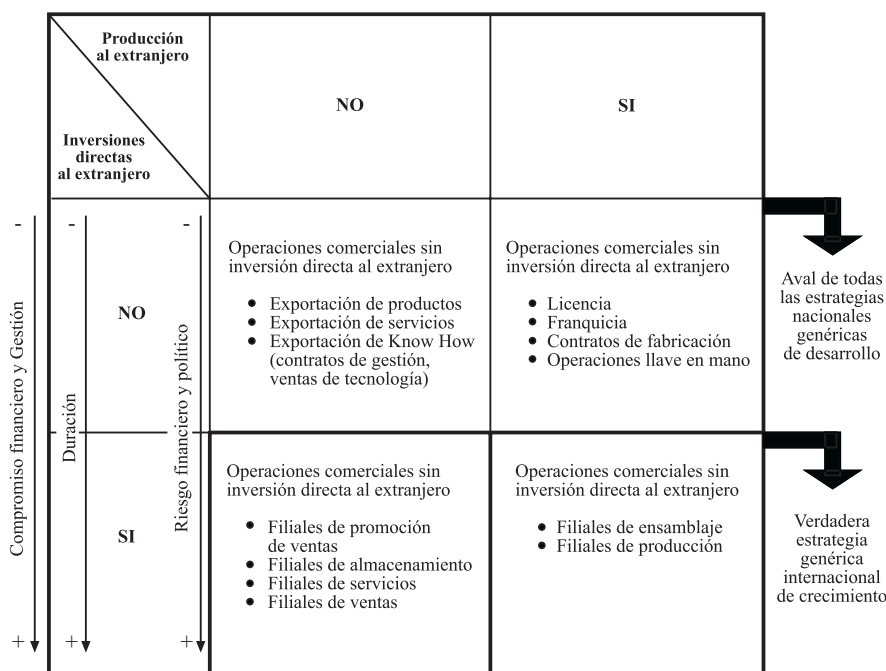 Producción
al extranjero
Inversiones
directas
al extranjero
NO
SI
-
-
-
Compromiso financiero y Gestión
Duración
Riesgo financiero y político
+
+
+
NO
Operaciones comerciales sin
inversión directa al extranjero
• Exportación de productos
• Exportación de servicios
• Exportación de Know How
(contratos de gestión,
ventas de tecnología)
Operaciones comerciales sin
inversión directa al extranjero
• Licencia
• Franquicia
• Contratos de fabricación
• Operaciones llave en mano
Aval de todas
las estrategias
nacionales
genéricas
de desarrollo
SI
Operaciones comerciales sin
inversión directa al extranjero
• Filiales de promoción
de ventas
• Filiales de almacenamiento
• Filiales de servicios
• Filiales de ventas
Operaciones comerciales sin
inversión directa al extranjero
• Filiales de ensamblaje
• Filiales de producción
Verdadera
estrategia
genérica
internacional
de crecimiento